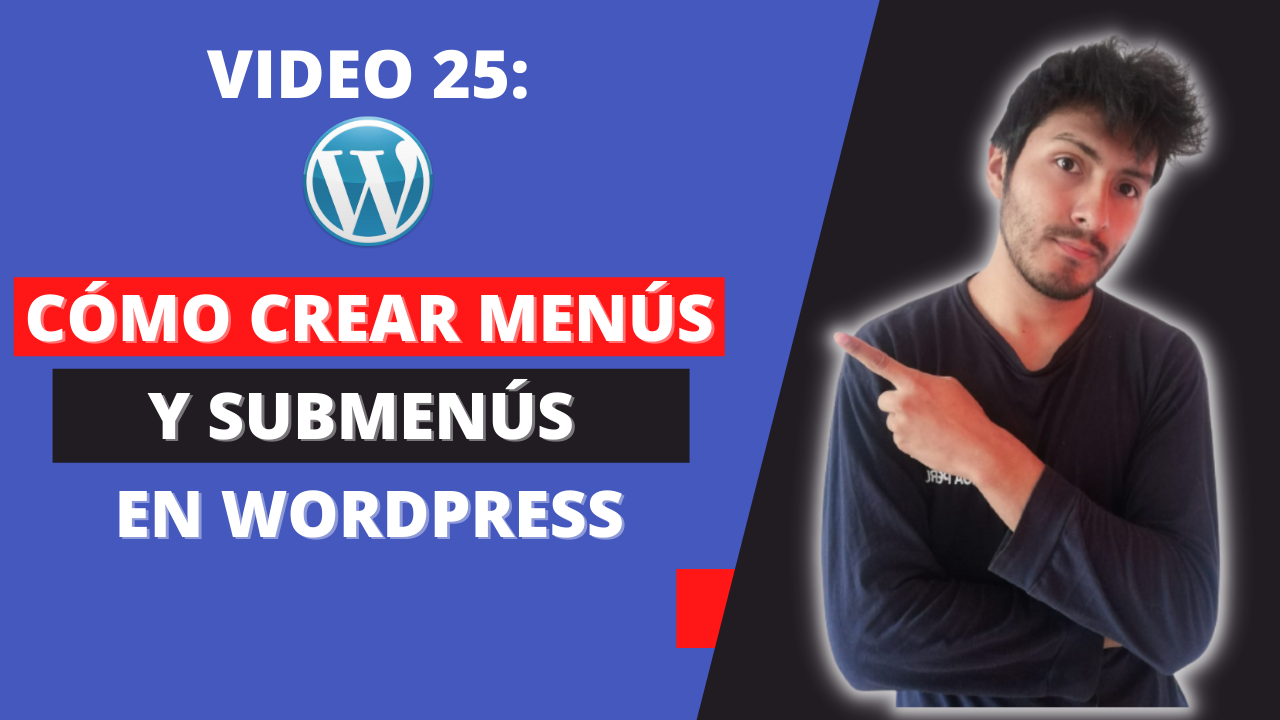 VIDEO 25:
W
CÓMO CREAR MENÚS
Y SUBMENÚS
EN WORDPRESS